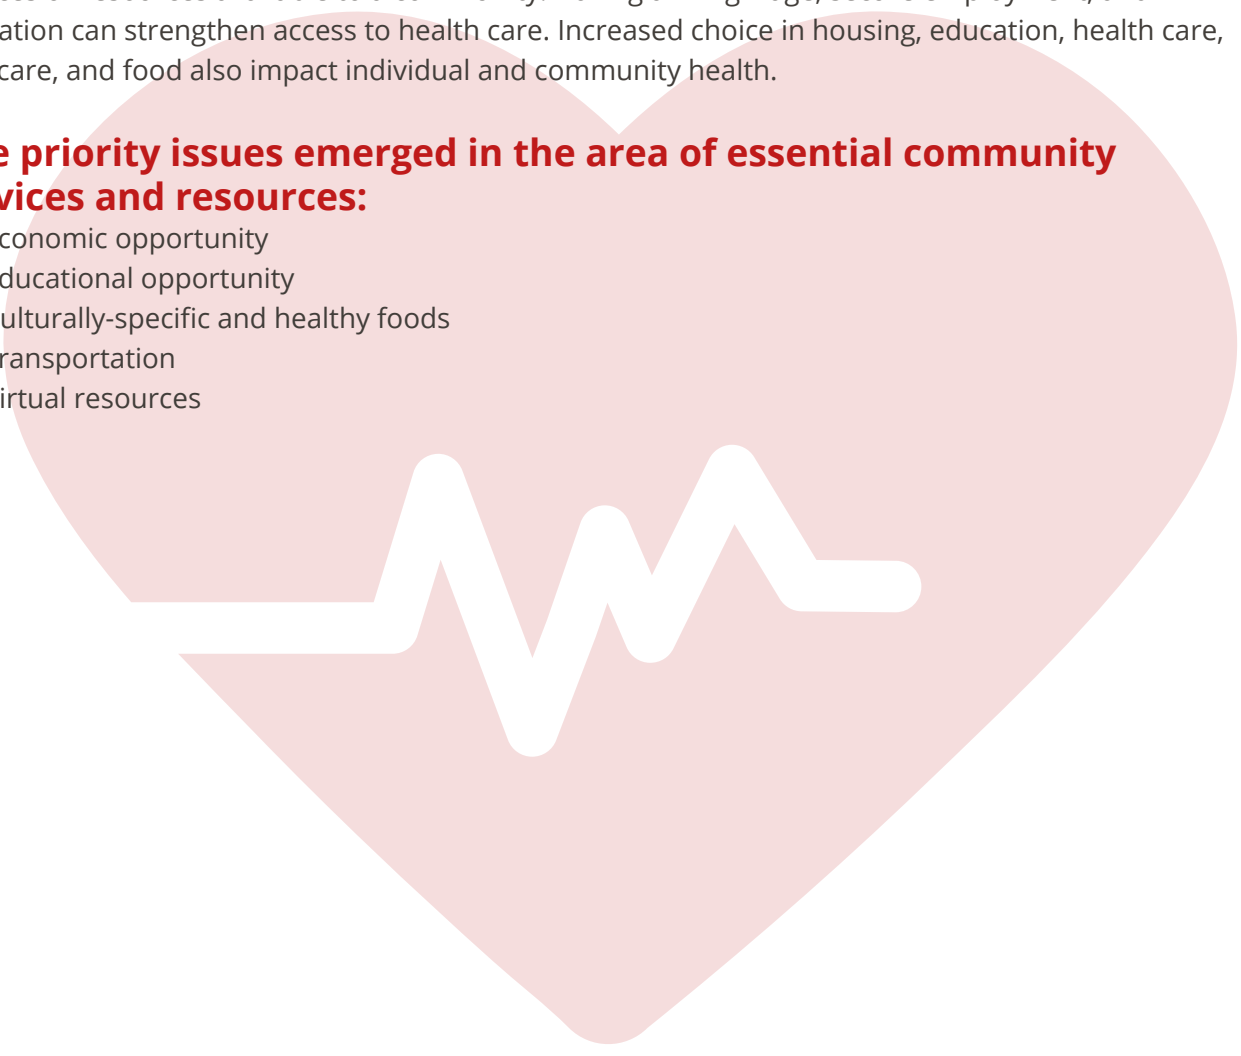 ation can strengthen access to health care. Increased choice in housing, education, health care,
care, and food also impact individual and community health.
e priority issues emerged in the area of essential community
vices and resources:
conomic opportunity
ducational opportunity
ulturally-specific and healthy foods
ransportation
irtual resources